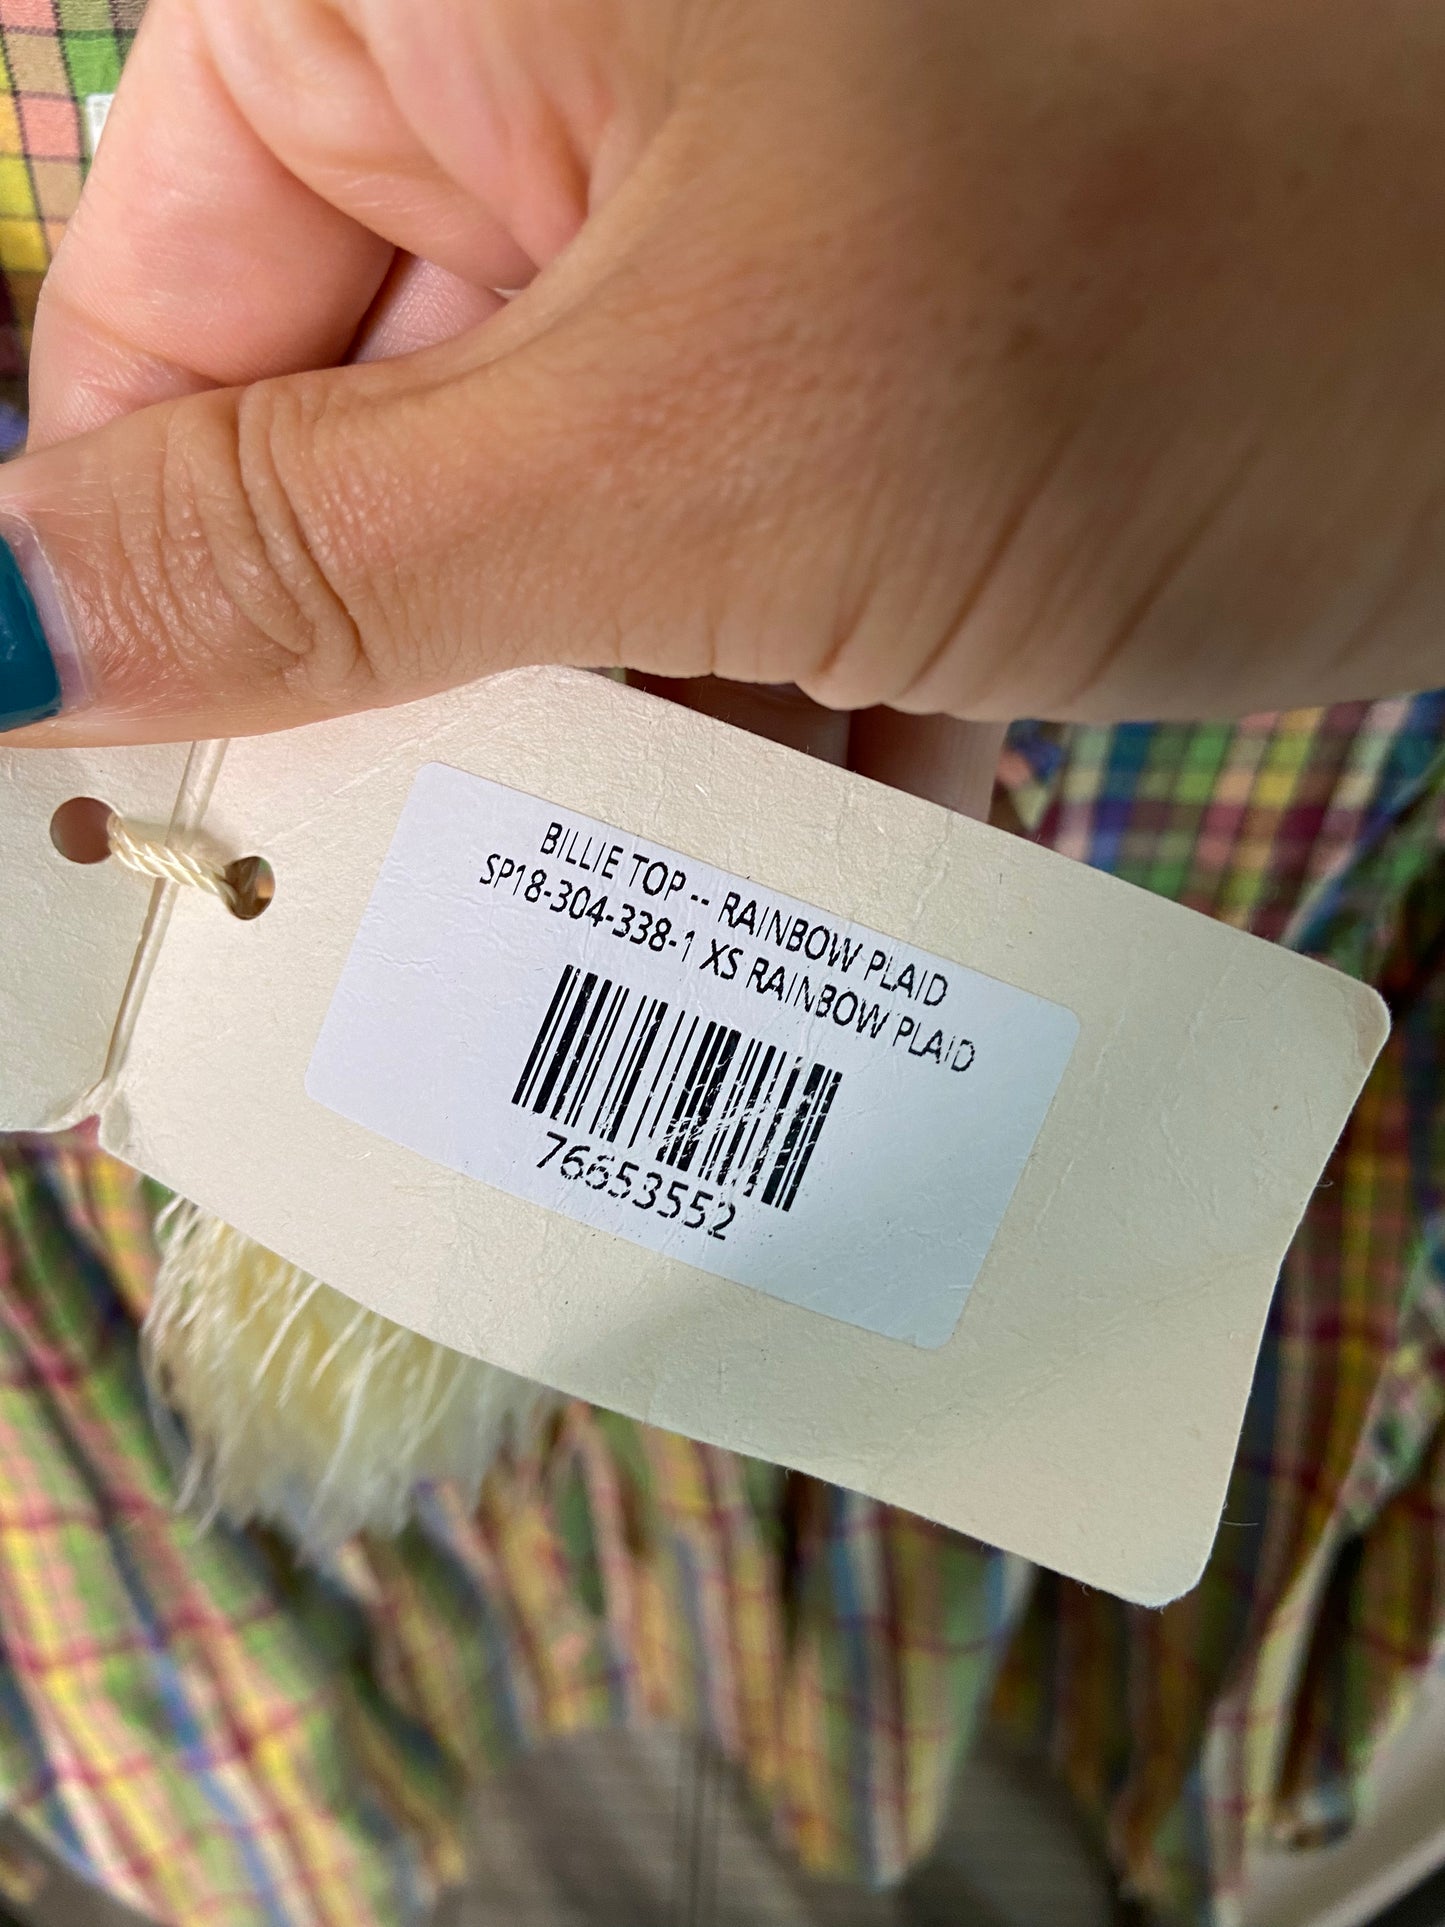 BILLIE TOP -- RAINBOW PLAID
SP18-304-338-1 XS RAINBOW PLAID
76653552